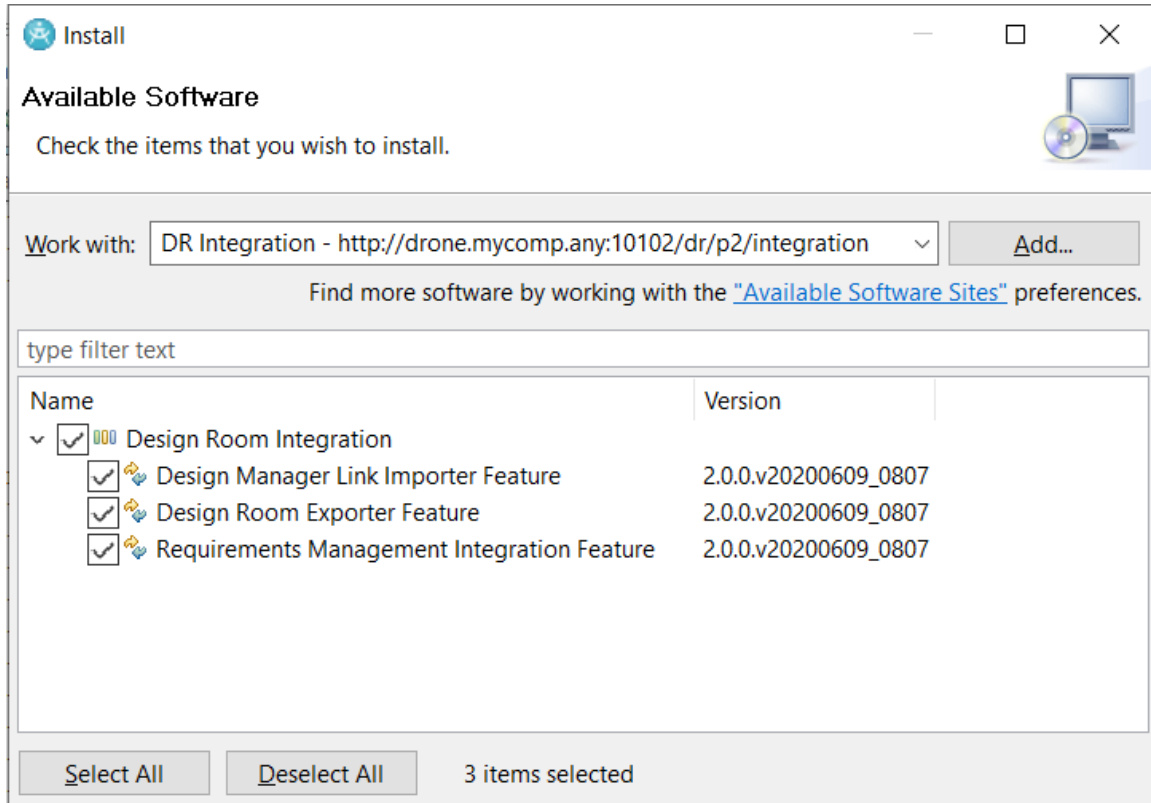 Install
Available Software
Check the items that you wish to install.
Work with: DR Integration - http://drone.mycomp.any:10102/dr/p2/integration Add...
Find more software by working with the "Available Software Sites" preferences.
type filter text
Name Version
Design Room Integration
Design Manager Link Importer Feature 2.0.0.v20200609_0807
Design Room Exporter Feature 2.0.0.v20200609_0807
Requirements Management Integration Feature 2.0.0.v20200609_0807
Select All Deselect All 3 items selected